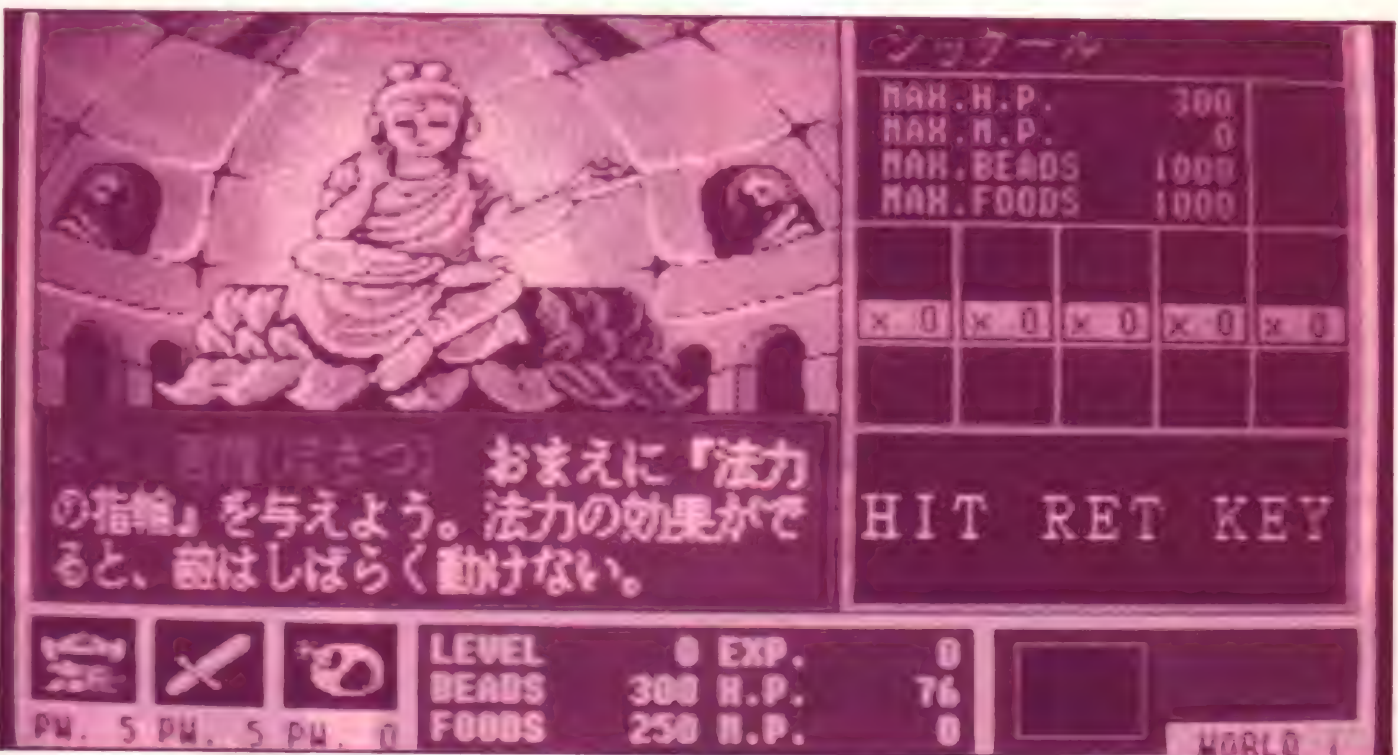 シッタール
MAX.H.P. 300
MAX.M.P. 0
MAX.BEADS 1000
MAX.FOODS 1000
× 0 × 0 × 0 × 0 × 0
おまえに『法力
の指輪』を与えよう。法力の効果がで
ると、敵はしばらく動けない。
HIT RET KEY
LEVEL 0 EXP. 0
BEADS 300 H.P. 76
FOODS 250 M.P. 0
PW. 5 PW. 5 PW. 0
WORLD